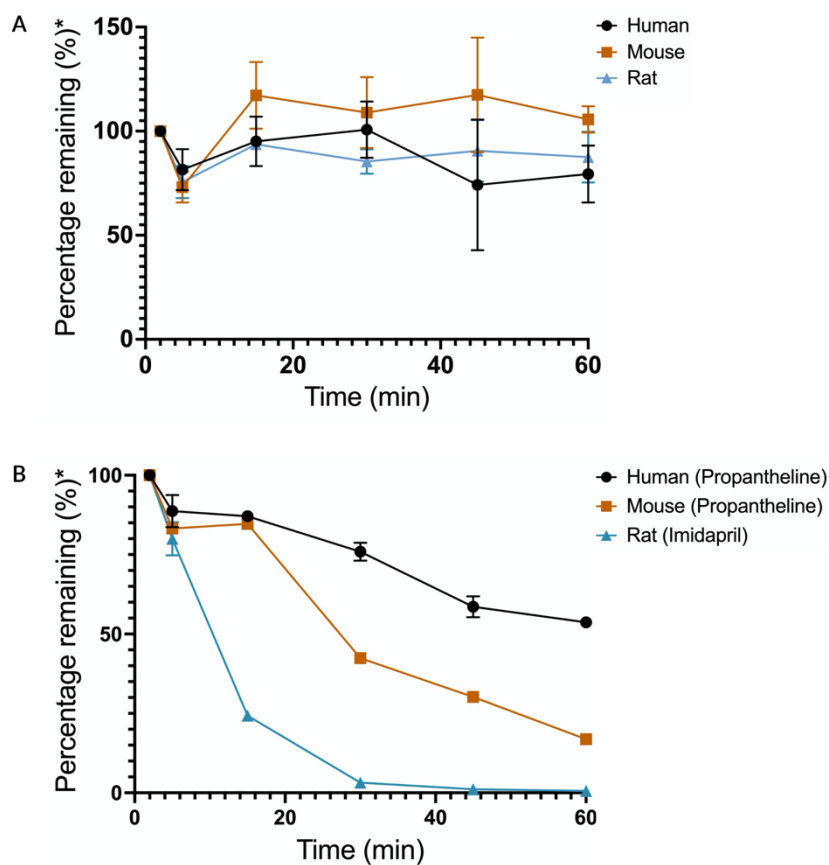 A
Percentage remaining (%)*
150
100
50
0
0
20
40
60
Time (min)
Human
Mouse
Rat
B
Percentage remaining (%)*
100
50
0
0
20
40
60
Time (min)
Human (Propantheline)
Mouse (Propantheline)
Rat (Imidapril)